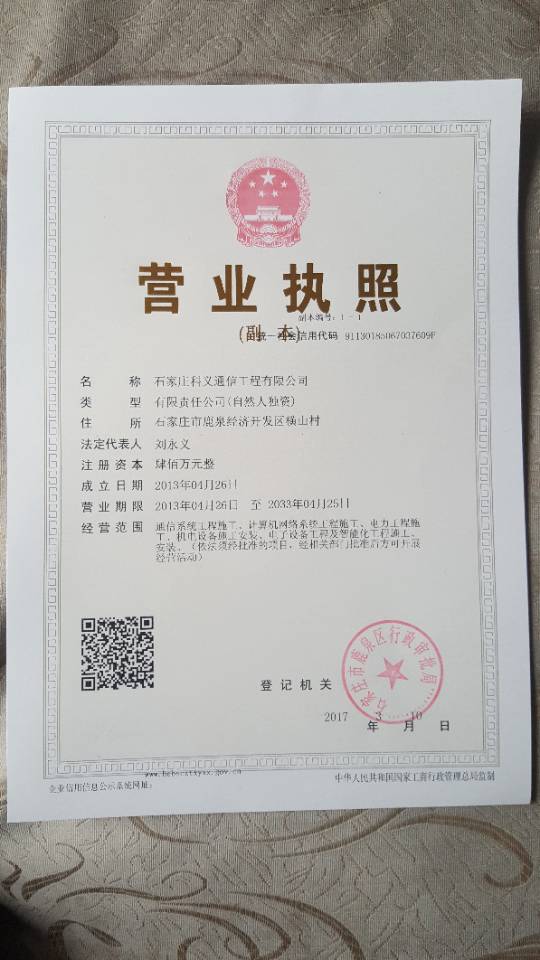 营业执照
副本编号：1－1
(副 本)
统一社会信用代码 91130185067037609F
名 称 石家庄科义通信工程有限公司
类 型 有限责任公司(自然人独资)
住 所 石家庄市鹿泉经济开发区横山村
法定代表人 刘永义
注册资本 肆佰万元整
成立日期 2013年04月26日
营业期限 2013年04月26日 至 2033年04月25日
经营范围 通信系统工程施工、计算机网络系统工程施工、电力工程施
工、机电设备施工安装、电子设备工程及智能化工程施工、
安装。（依法须经批准的项目，经相关部门批准后方可开展
经营活动）
石家庄市鹿泉区行政审批局
登记机关
2017 3 10
年 月 日
企业信用信息公示系统网址：
中华人民共和国国家工商行政管理总局监制